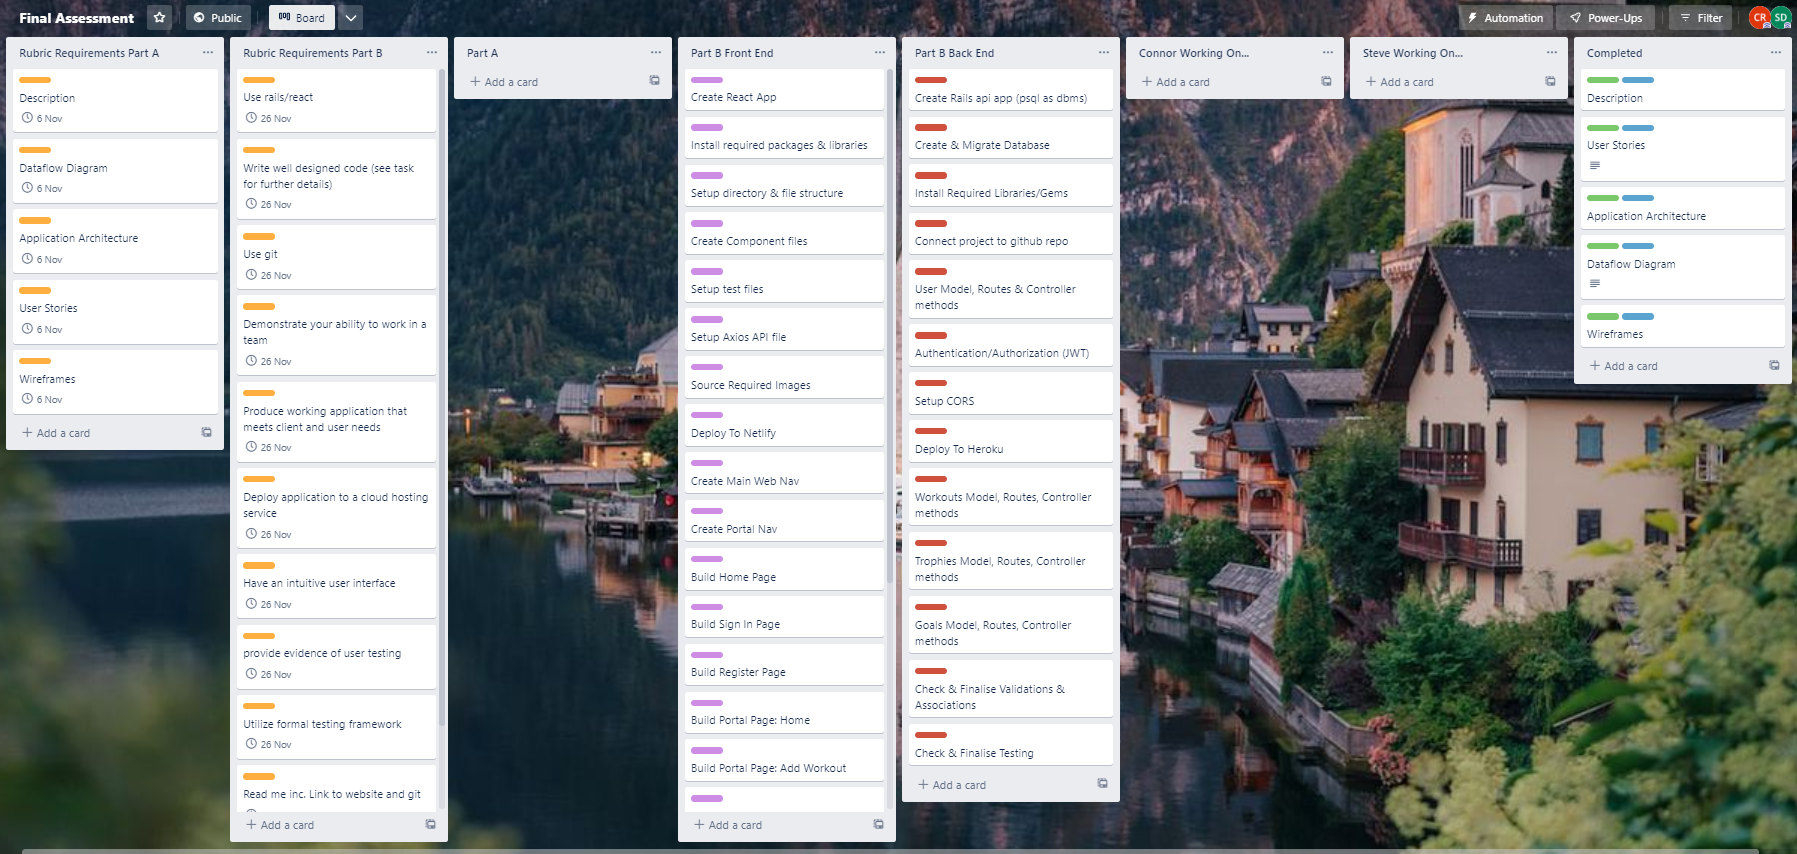 Final Assessment
Public
Board
Automation
Power-Ups
Filter
CR
SD
Rubric Requirements Part A
Description
6 Nov
Dataflow Diagram
6 Nov
Application Architecture
6 Nov
User Stories
6 Nov
Wireframes
6 Nov
Add a card
Rubric Requirements Part B
Use rails/react
26 Nov
Write well designed code (see task
for further details)
26 Nov
Use git
26 Nov
Demonstrate your ability to work in a
team
26 Nov
Produce working application that
meets client and user needs
26 Nov
Deploy application to a cloud hosting
service
26 Nov
Have an intuitive user interface
26 Nov
provide evidence of user testing
26 Nov
Utilize formal testing framework
26 Nov
Read me inc. Link to website and git
Add a card
Part A
Add a card
Part B Front End
Create React App
Install required packages & libraries
Setup directory & file structure
Create Component files
Setup test files
Setup Axios API file
Source Required Images
Deploy To Netlify
Create Main Web Nav
Create Portal Nav
Build Home Page
Build Sign In Page
Build Register Page
Build Portal Page: Home
Build Portal Page: Add Workout
Add a card
Part B Back End
Create Rails api app (psql as dbms)
Create & Migrate Database
Install Required Libraries/Gems
Connect project to github repo
User Model, Routes & Controller
methods
Authentication/Authorization (JWT)
Setup CORS
Deploy To Heroku
Workouts Model, Routes, Controller
methods
Trophies Model, Routes, Controller
methods
Goals Model, Routes, Controller
methods
Check & Finalise Validations &
Associations
Check & Finalise Testing
Add a card
Connor Working On...
Add a card
Steve Working On...
Add a card
Completed
Description
User Stories
Application Architecture
Dataflow Diagram
Wireframes
Add a card